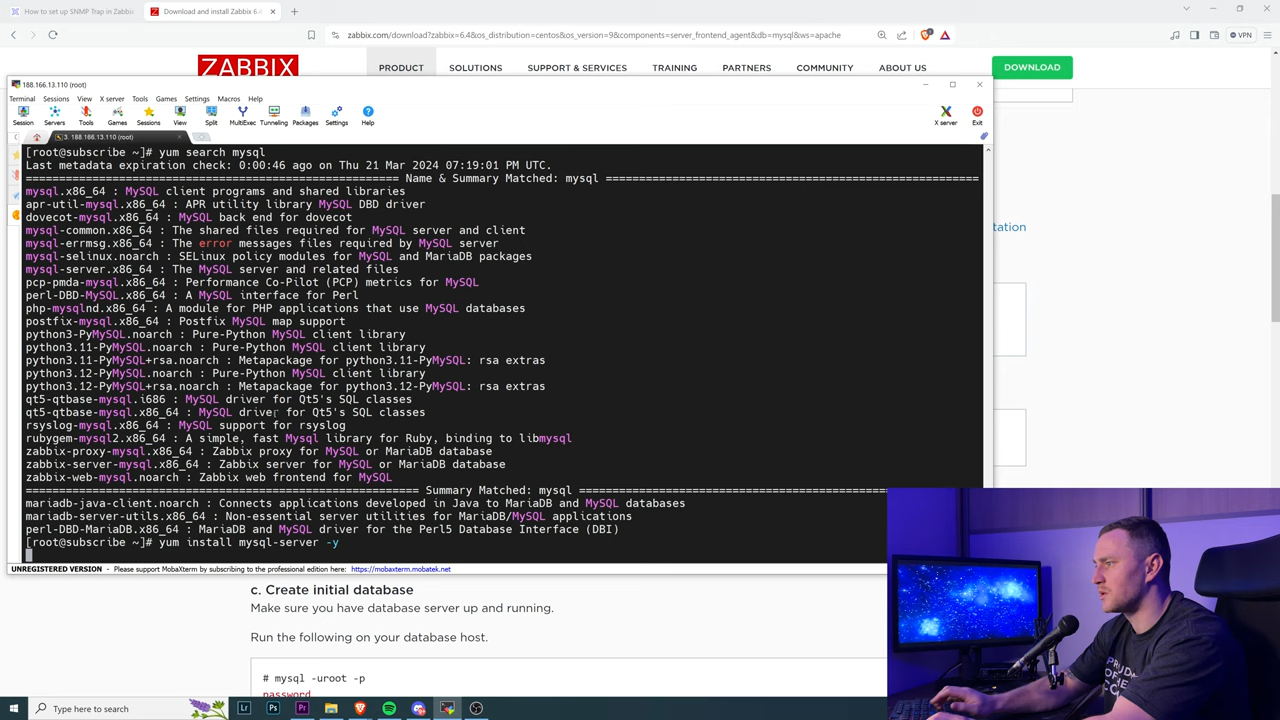 How to set up SNMP Trap in Zabbix
Download and install Zabbix 6.4
zabbix.com/download?zabbix=6.4&os_distribution=centos&os_version=9&components=server_frontend_agent&db=mysql&ws=apache
VPN
ZABBIX
PRODUCT
SOLUTIONS
SUPPORT & SERVICES
TRAINING
PARTNERS
COMMUNITY
ABOUT US
DOWNLOAD
188.166.13.110 (root)
Terminal Sessions View X server Tools Games Settings Macros Help
Session Servers Tools Games Sessions View Split MultiExec Tunneling Packages Settings Help
X server Exit
3. 188.166.13.110 (root)
[root@subscribe ~]# yum search mysql
Last metadata expiration check: 0:00:46 ago on Thu 21 Mar 2024 07:19:01 PM UTC.
============================================ Name & Summary Matched: mysql ============================================
mysql.x86_64 : MySQL client programs and shared libraries
apr-util-mysql.x86_64 : APR utility library MySQL DBD driver
dovecot-mysql.x86_64 : MySQL back end for dovecot
mysql-common.x86_64 : The shared files required for MySQL server and client
mysql-errmsg.x86_64 : The error messages files required by MySQL server
mysql-selinux.noarch : SELinux policy modules for MySQL and MariaDB packages
mysql-server.x86_64 : The MySQL server and related files
pcp-pmda-mysql.x86_64 : Performance Co-Pilot (PCP) metrics for MySQL
perl-DBD-MySQL.x86_64 : A MySQL interface for Perl
php-mysqlnd.x86_64 : A module for PHP applications that use MySQL databases
postfix-mysql.x86_64 : Postfix MySQL map support
python3-PyMySQL.noarch : Pure-Python MySQL client library
python3.11-PyMySQL.noarch : Pure-Python MySQL client library
python3.11-PyMySQL+rsa.noarch : Metapackage for python3.11-PyMySQL: rsa extras
python3.12-PyMySQL.noarch : Pure-Python MySQL client library
python3.12-PyMySQL+rsa.noarch : Metapackage for python3.12-PyMySQL: rsa extras
qt5-qtbase-mysql.i686 : MySQL driver for Qt5's SQL classes
qt5-qtbase-mysql.x86_64 : MySQL driver for Qt5's SQL classes
rsyslog-mysql.x86_64 : MySQL support for rsyslog
rubygem-mysql2.x86_64 : A simple, fast Mysql library for Ruby, binding to libmysql
zabbix-proxy-mysql.x86_64 : Zabbix proxy for MySQL or MariaDB database
zabbix-server-mysql.x86_64 : Zabbix server for MySQL or MariaDB database
zabbix-web-mysql.noarch : Zabbix web frontend for MySQL
============================================ Summary Matched: mysql ============================================
mariadb-java-client.noarch : Connects applications developed in Java to MariaDB and MySQL databases
mariadb-server-utils.x86_64 : Non-essential server utilities for MariaDB/MySQL applications
perl-DBD-MariaDB.x86_64 : MariaDB and MySQL driver for the Perl5 Database Interface (DBI)
[root@subscribe ~]# yum install mysql-server -y
tation
UNREGISTERED VERSION - Please support MobaXterm by subscribing to the professional edition here: https://mobaxterm.mobatek.net
c. Create initial database
Make sure you have database server up and running.
Run the following on your database host.
# mysql -uroot -p
password
Type here to search